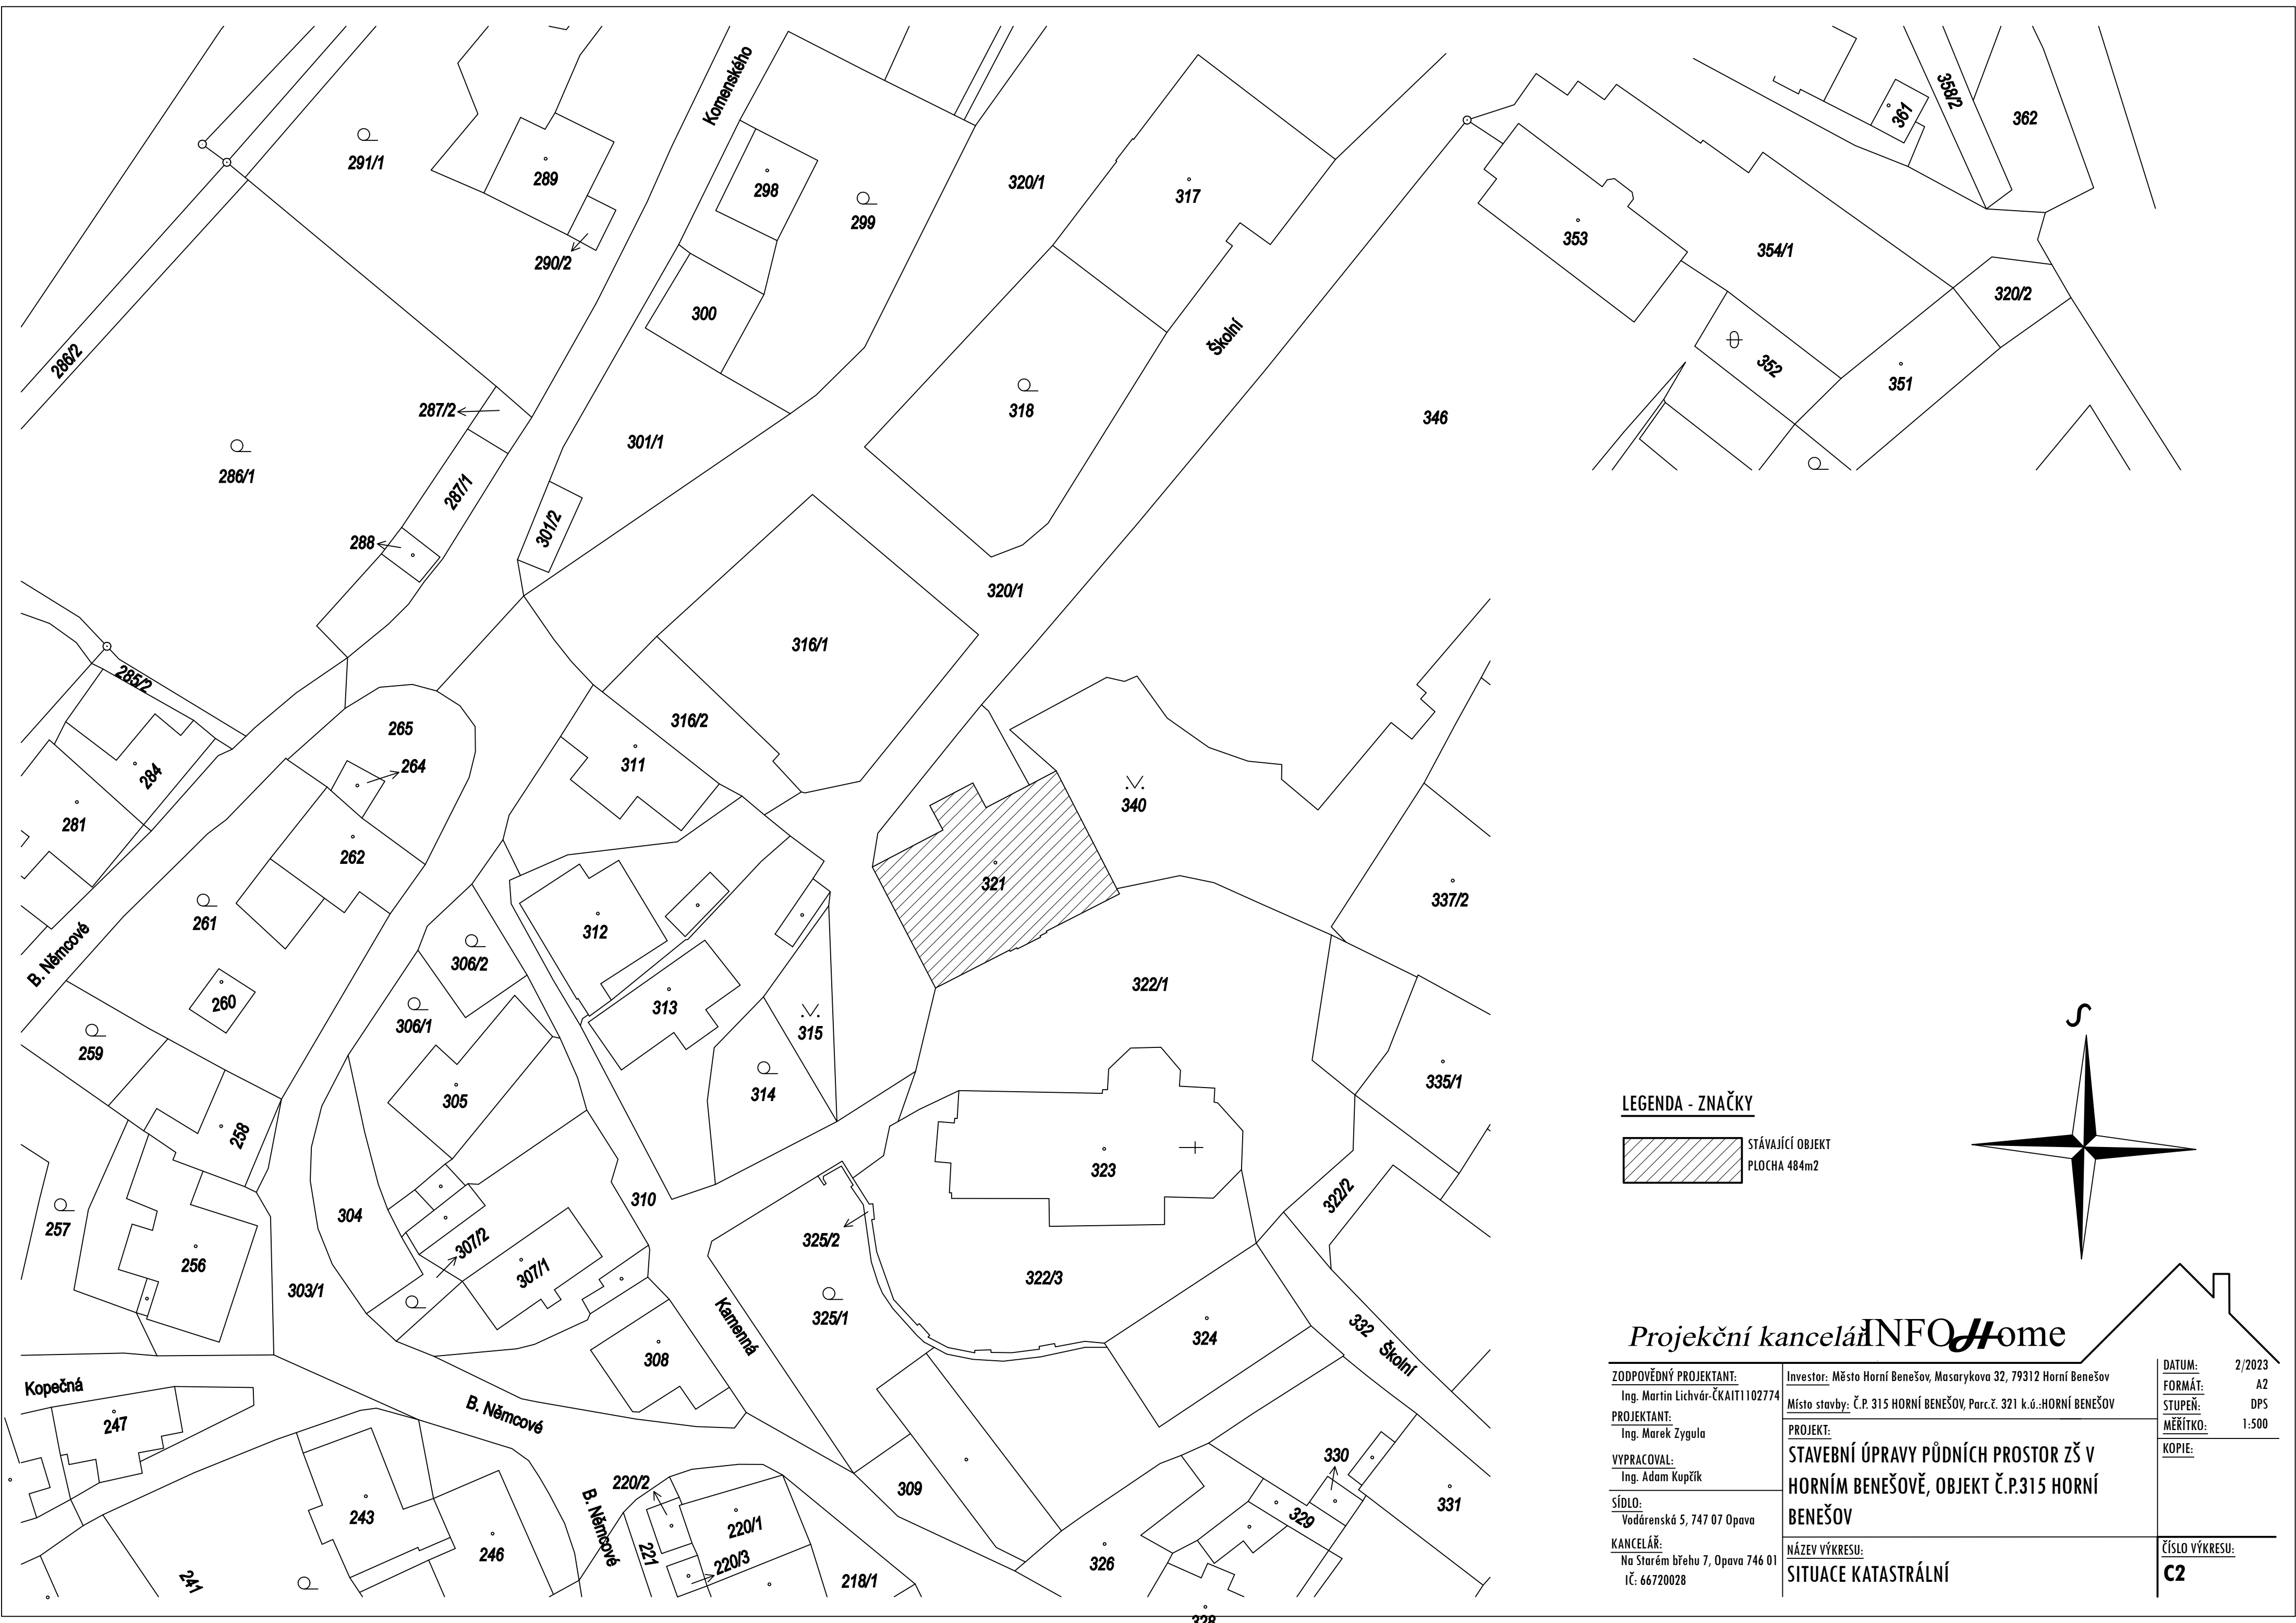 Komenského
358/2
361
362
291/1
289
298
299
320/1
317
353
354/1
290/2
300
320/2
Školní
286/2
352
351
287/2
318
346
301/1
286/1
287/1
301/2
288
320/1
316/1
285/2
316/2
265
311
264
284
340
281
262
321
337/2
261
312
B. Němcové
306/2
322/1
260
313
306/1
315
259
335/1
314
305
258
323
310
322/2
304
257
325/2
307/2
256
307/1
322/3
303/1
325/1
Kamenná
332
Školní
324
308
Kopečná
B. Němcové
247
330
220/2
309
B. Němcové
331
243
220/1
329
246
221
220/3
326
241
218/1
328
LEGENDA - ZNAČKY
STÁVAJÍCÍ OBJEKT
PLOCHA 484m2
S
Projekční kancelář INFO Home
ZODPOVĚDNÝ PROJEKTANT:
Ing. Martin Lichvár-ČKAIT1102774
PROJEKTANT:
Ing. Marek Zygula
VYPRACOVAL:
Ing. Adam Kupčík
SÍDLO:
Vodárenská 5, 747 07 Opava
KANCELÁŘ:
Na Starém břehu 7, Opava 746 01
IČ: 66720028
Investor: Město Horní Benešov, Masarykova 32, 79312 Horní Benešov
Místo stavby: Č.P. 315 HORNÍ BENEŠOV, Parc.č. 321 k.ú.:HORNÍ BENEŠOV
PROJEKT:
STAVEBNÍ ÚPRAVY PŮDNÍCH PROSTOR ZŠ V
HORNÍM BENEŠOVĚ, OBJEKT Č.P.315 HORNÍ
BENEŠOV
NÁZEV VÝKRESU:
SITUACE KATASTRÁLNÍ
DATUM: 2/2023
FORMÁT: A2
STUPEŇ: DPS
MĚŘÍTKO: 1:500
KOPIE:
ČÍSLO VÝKRESU:
C2